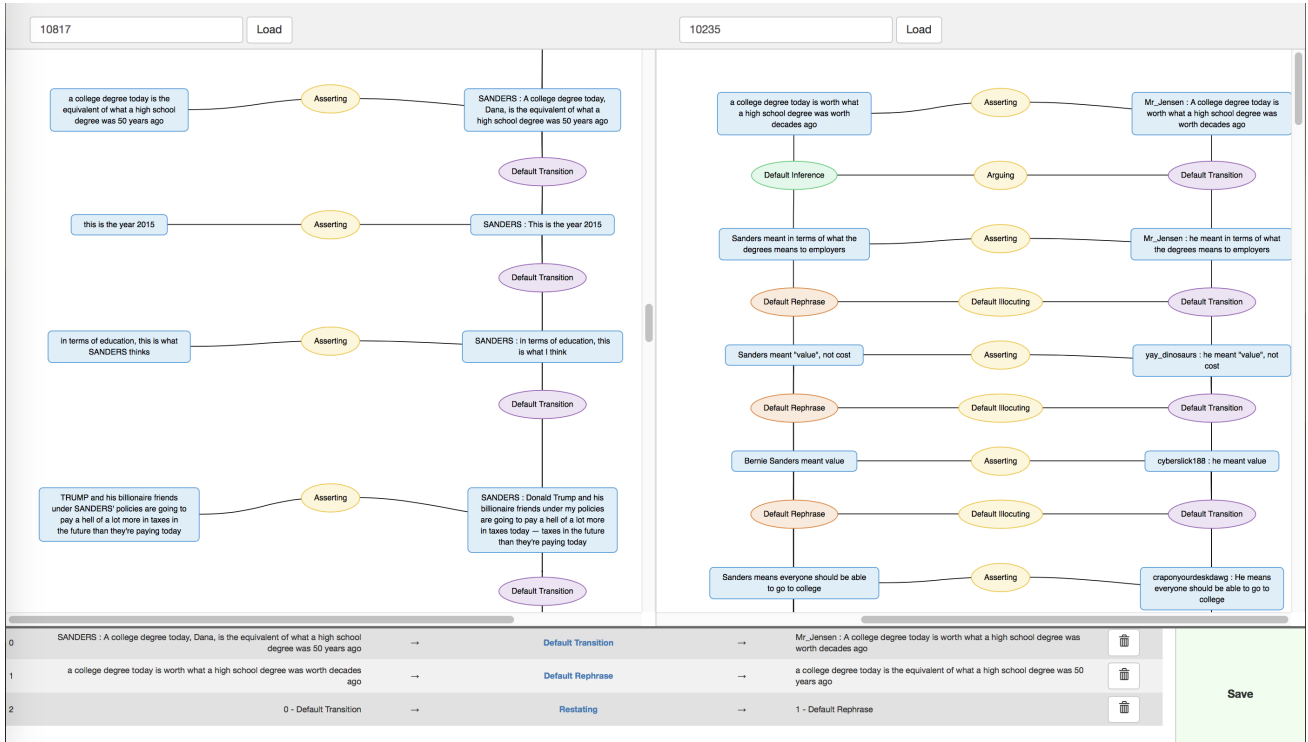 10817
Load
10235
Load
a college degree today is the
equivalent of what a high school
degree was 50 years ago
Asserting
SANDERS : A college degree today,
Dana, is the equivalent of what a
high school degree was 50 years ago
Default Transition
this is the year 2015
Asserting
SANDERS : This is the year 2015
Default Transition
in terms of education, this is what
SANDERS thinks
Asserting
SANDERS : in terms of education, this
is what I think
Default Transition
TRUMP and his billionaire friends
under SANDERS' policies are going to
pay a hell of a lot more in taxes in
the future than they're paying today
Asserting
SANDERS : Donald Trump and his
billionaire friends under my policies
are going to pay a hell of a lot more
in taxes today — taxes in the future
than they're paying today
Default Transition
a college degree today is worth what
a high school degree was worth
decades ago
Asserting
Mr_Jensen : A college degree today is
worth what a high school degree was
worth decades ago
Default Inference
Arguing
Default Transition
Sanders meant in terms of what the
degrees means to employers
Asserting
Mr_Jensen : he meant in terms of what
the degrees means to employers
Default Rephrase
Default Illocuting
Default Transition
Sanders meant "value", not cost
Asserting
yay_dinosaurs : he meant "value", not
cost
Default Rephrase
Default Illocuting
Default Transition
Bernie Sanders meant value
Asserting
cyberslick188 : he meant value
Default Rephrase
Default Illocuting
Default Transition
Sanders means everyone should be able
to go to college
Asserting
craponyourdeskdawg : He means
everyone should be able to go to
college
0
SANDERS : A college degree today, Dana, is the equivalent of what a high school
degree was 50 years ago
→
Default Transition
→
Mr_Jensen : A college degree today is worth what a high school degree was
worth decades ago
1
a college degree today is worth what a high school degree was worth decades
ago
→
Default Rephrase
→
a college degree today is the equivalent of what a high school degree was 50
years ago
2
0 - Default Transition
→
Restating
→
1 - Default Rephrase
Save